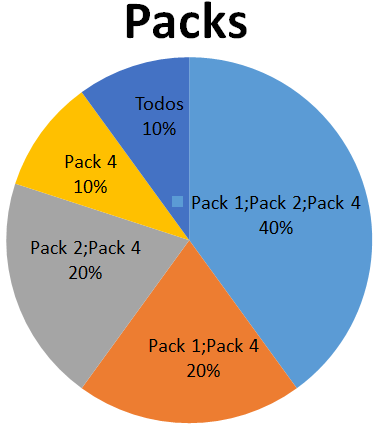 Packs
Todos
10%
Pack 4
10%
Pack 1;Pack 2;Pack 4
40%
Pack 2;Pack 4
20%
Pack 1;Pack 4
20%